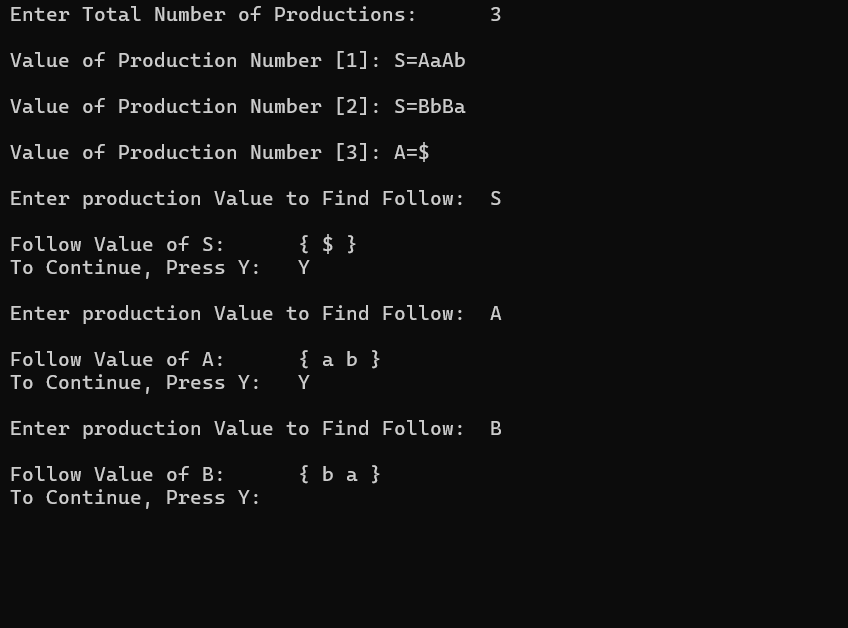 Enter Total Number of Productions:      3
Value of Production Number [1]: S=AaAb
Value of Production Number [2]: S=BbBa
Value of Production Number [3]: A=$
Enter production Value to Find Follow:  S
Follow Value of S:      { $ }
To Continue, Press Y:   Y
Enter production Value to Find Follow:  A
Follow Value of A:      { a b }
To Continue, Press Y:   Y
Enter production Value to Find Follow:  B
Follow Value of B:      { b a }
To Continue, Press Y: